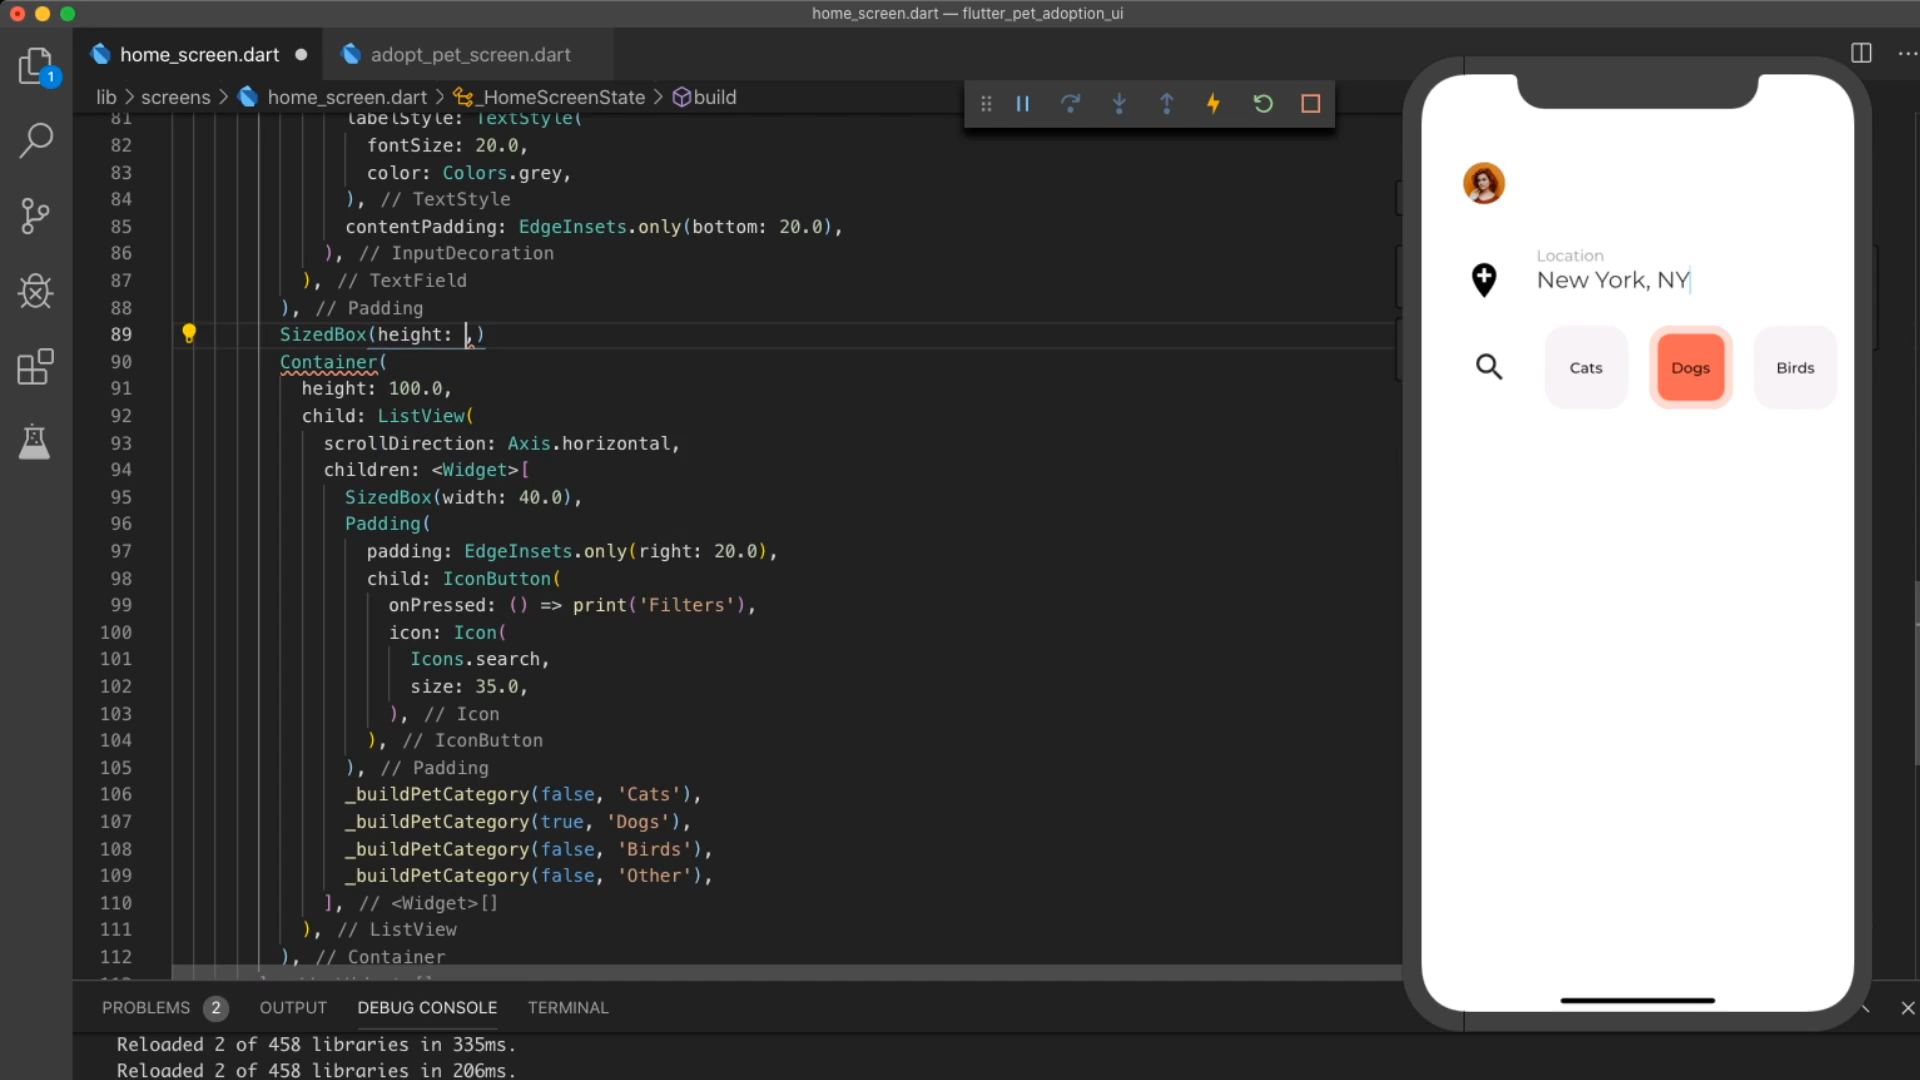 home_screen.dart — flutter_pet_adoption_ui
home_screen.dart
adopt_pet_screen.dart
1
lib > screens > home_screen.dart > _HomeScreenState > build
81 labelStyle: TextStyle(
82 fontSize: 20.0,
83 color: Colors.grey,
84 ), // TextStyle
85 contentPadding: EdgeInsets.only(bottom: 20.0),
86 ), // InputDecoration
87 ), // TextField
88 ), // Padding
89 SizedBox(height: ,)
90 Container(
91 height: 100.0,
92 child: ListView(
93 scrollDirection: Axis.horizontal,
94 children: <Widget>[
95 SizedBox(width: 40.0),
96 Padding(
97 padding: EdgeInsets.only(right: 20.0),
98 child: IconButton(
99 onPressed: () => print('Filters'),
100 icon: Icon(
101 Icons.search,
102 size: 35.0,
103 ), // Icon
104 ), // IconButton
105 ), // Padding
106 _buildPetCategory(false, 'Cats'),
107 _buildPetCategory(true, 'Dogs'),
108 _buildPetCategory(false, 'Birds'),
109 _buildPetCategory(false, 'Other'),
110 ], // <Widget>[]
111 ), // ListView
112 ), // Container
Location
New York, NY
Cats
Dogs
Birds
PROBLEMS 2 OUTPUT DEBUG CONSOLE TERMINAL
Reloaded 2 of 458 libraries in 335ms.
Reloaded 2 of 458 libraries in 206ms.